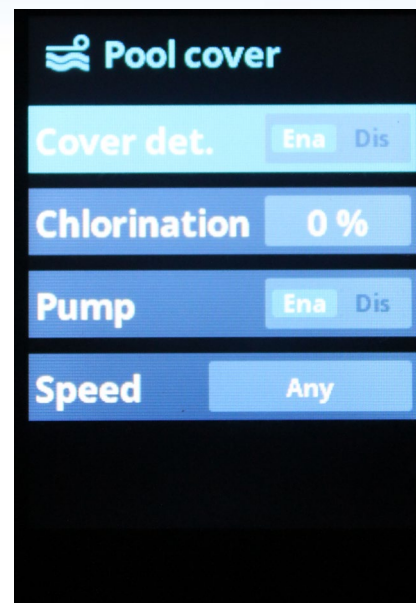 Pool cover
Cover det. Ena Dis
Chlorination 0 %
Pump Ena Dis
Speed Any